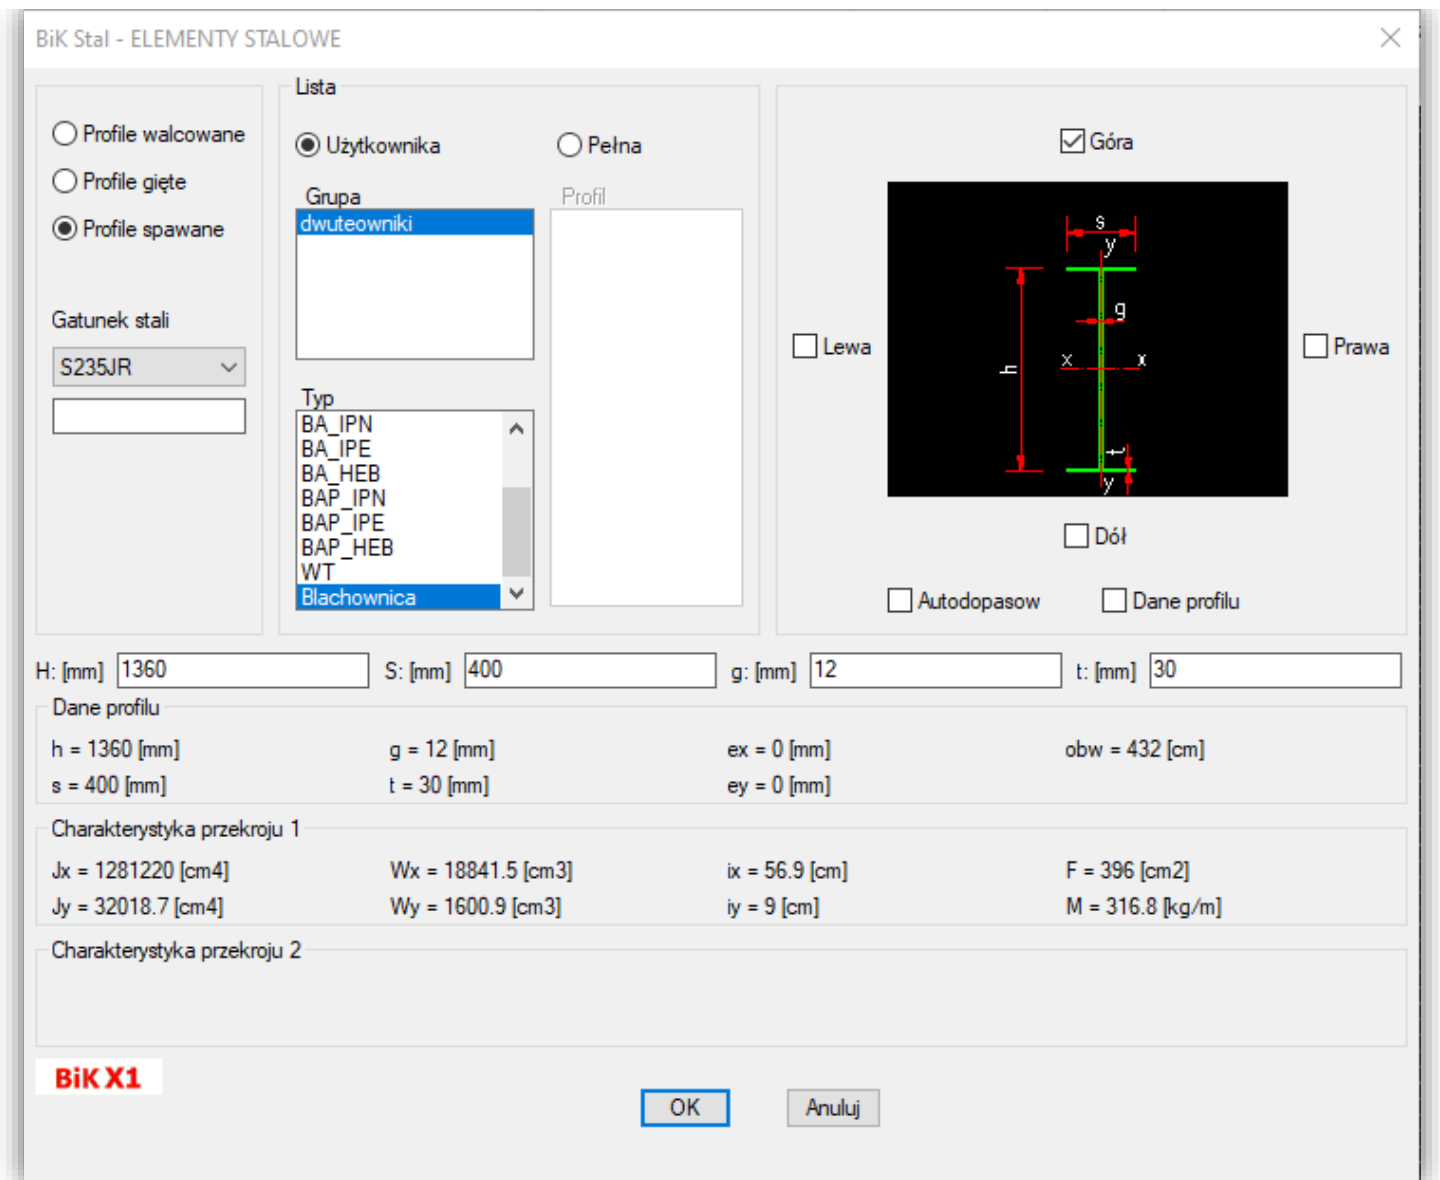 BiK Stal - ELEMENTY STALOWE
Profile walcowane
Profile gięte
Profile spawane
Gatunek stali
S235JR
Lista
Użytkownika
Pełna
Grupa
Profil
dwuteowniki
Typ
BA_IPN
BA_IPE
BA_HEB
BAP_IPN
BAP_IPE
BAP_HEB
WT
Blachownica
Góra
s
y
g
Lewa
h
x x
Prawa
t
y
Dół
Autodopasow
Dane profilu
H: [mm] 1360 S: [mm] 400 g: [mm] 12 t: [mm] 30
Dane profilu
h = 1360 [mm] g = 12 [mm] ex = 0 [mm] obw = 432 [cm]
s = 400 [mm] t = 30 [mm] ey = 0 [mm]
Charakterystyka przekroju 1
Jx = 1281220 [cm4] Wx = 18841.5 [cm3] ix = 56.9 [cm] F = 396 [cm2]
Jy = 32018.7 [cm4] Wy = 1600.9 [cm3] iy = 9 [cm] M = 316.8 [kg/m]
Charakterystyka przekroju 2
BiK X1
OK
Anuluj